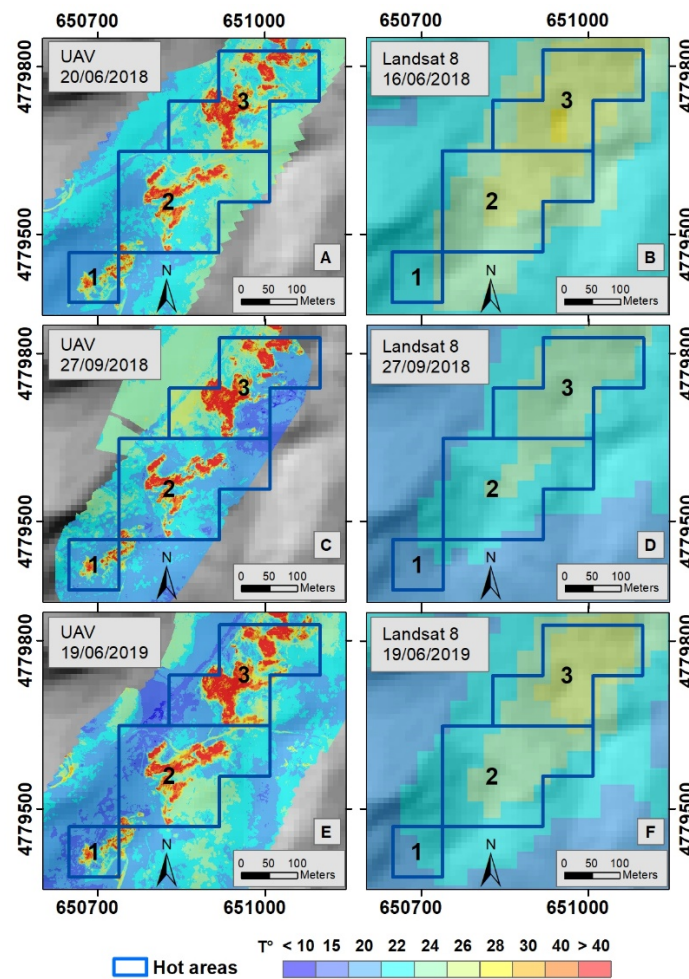 650700 651000 650700 651000
UAV
20/06/2018
4779800
3
2
4779500
1
N
0 50 100
Meters
A
Landsat 8
16/06/2018
3
2
1
N
0 50 100
Meters
B
4779800
4779500
UAV
27/09/2018
4779800
3
2
4779500
1
N
0 50 100
Meters
C
Landsat 8
27/09/2018
3
2
1
N
0 50 100
Meters
D
4779800
4779500
UAV
19/06/2019
4779800
3
2
4779500
1
N
0 50 100
Meters
E
Landsat 8
19/06/2019
3
2
1
N
0 50 100
Meters
F
4779800
4779500
650700 651000 650700 651000
Hot areas
T° < 10 15 20 22 24 26 28 30 40 > 40